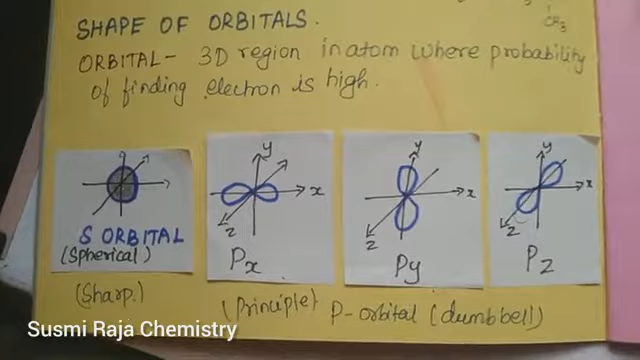 CH3
SHAPE OF ORBITALS.
ORBITAL - 3D region in atom where probability
of finding electron is high.
y
x
z
y
x
z
y
x
z
S ORBITAL
(Spherical)
Px
Py
Pz
(Sharp.)
(Principle) P-orbital (dumbbell)
Susmi Raja Chemistry